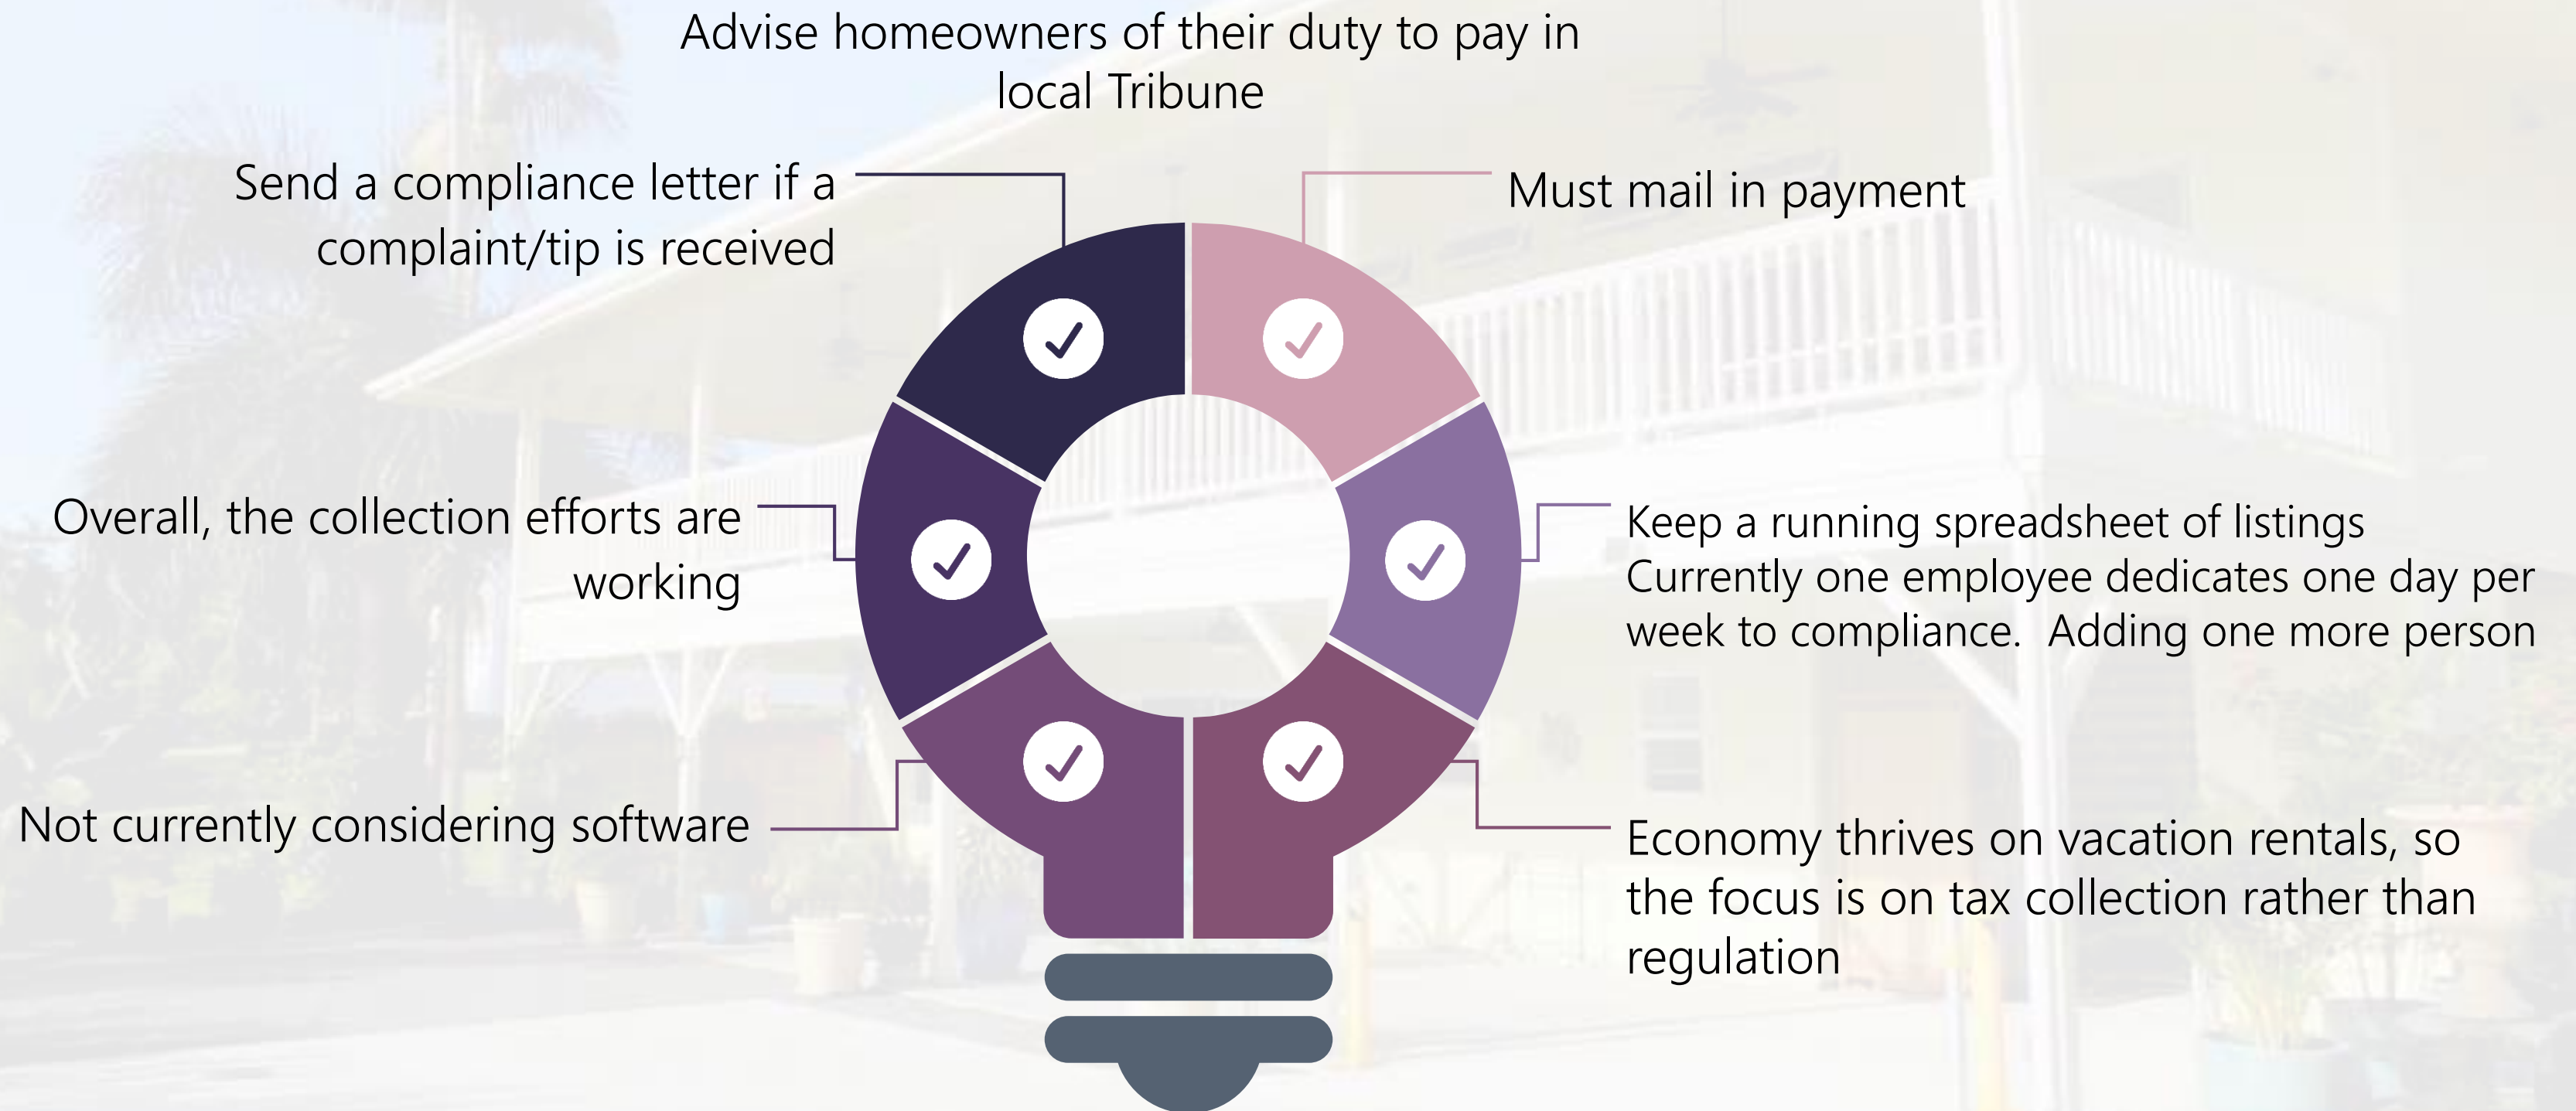 Advise homeowners of their duty to pay in
local Tribune
Send a compliance letter if a
complaint/tip is received
Must mail in payment
Overall, the collection efforts are
working
Keep a running spreadsheet of listings
Currently one employee dedicates one day per
week to compliance.  Adding one more person
Not currently considering software
Economy thrives on vacation rentals, so
the focus is on tax collection rather than
regulation